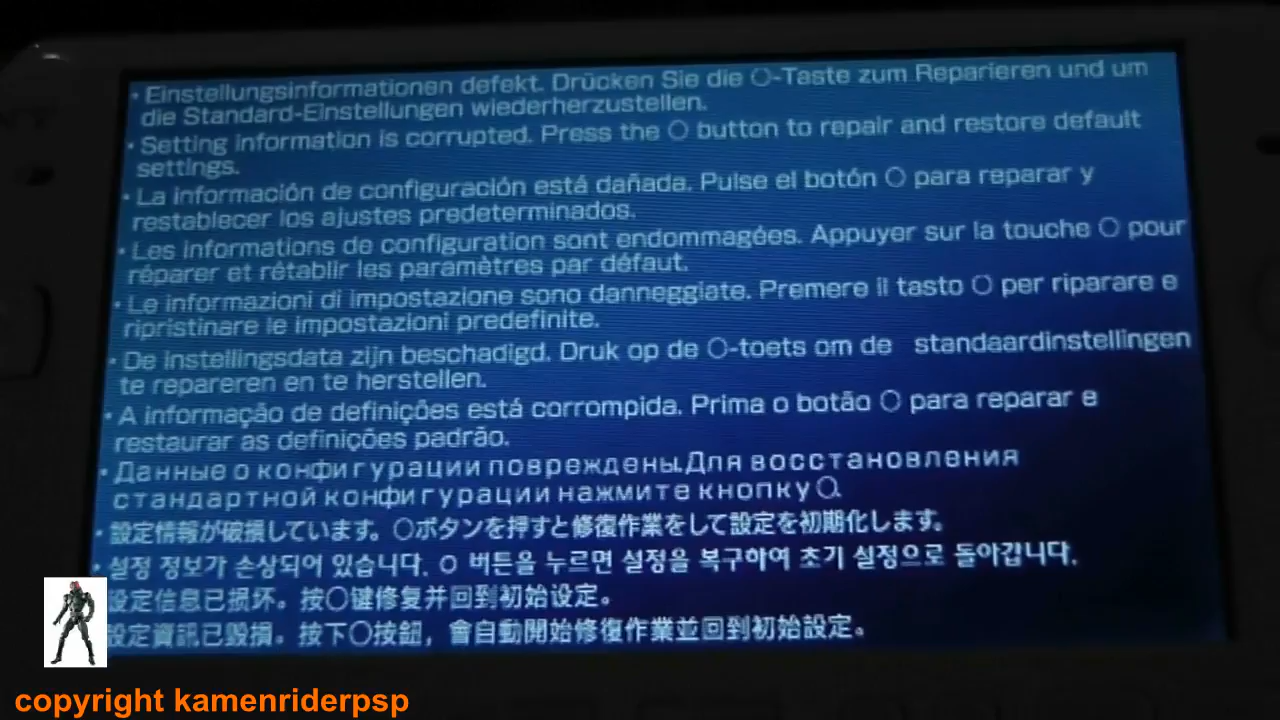 · Einstellungsinformationen defekt. Drücken Sie die ○-Taste zum Reparieren und um
die Standard-Einstellungen wiederherzustellen.
· Setting information is corrupted. Press the ○ button to repair and restore default
settings.
· La información de configuración está dañada. Pulse el botón ○ para reparar y
restablecer los ajustes predeterminados.
· Les informations de configuration sont endommagées. Appuyer sur la touche ○ pour
réparer et rétablir les paramètres par défaut.
· Le informazioni di impostazione sono danneggiate. Premere il tasto ○ per riparare e
ripristinare le impostazioni predefinite.
· De instellingsdata zijn beschadigd. Druk op de ○-toets om de standaardinstellingen
te repareren en te herstellen.
· A informação de definições está corrompida. Prima o botão ○ para reparar e
restaurar as definições padrão.
· Данные о конфигурации повреждены.Для восстановления
стандартной конфигурации нажмите кнопку ○.
· 設定情報が破損しています。○ボタンを押すと修復作業をして設定を初期化します。
· 설정 정보가 손상되어 있습니다. ○ 버튼을 누르면 설정을 복구하여 초기 설정으로 돌아갑니다.
设定信息已损坏。按○键修复并回到初始设定。
設定資訊已毀損。按下○按鈕，會自動開始修復作業並回到初始設定。
copyright kamenriderpsp